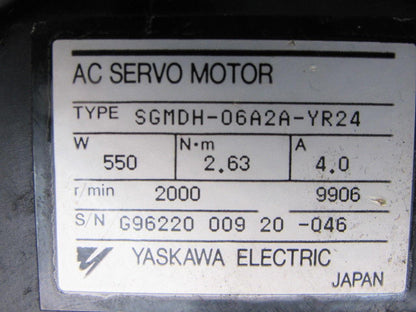 AC SERVO MOTOR
TYPE SGMDH-06A2A-YR24
W N·m A
550 2.63 4.0
r/min 2000 9906
S/N G96220 009 20 -046
YASKAWA ELECTRIC
JAPAN